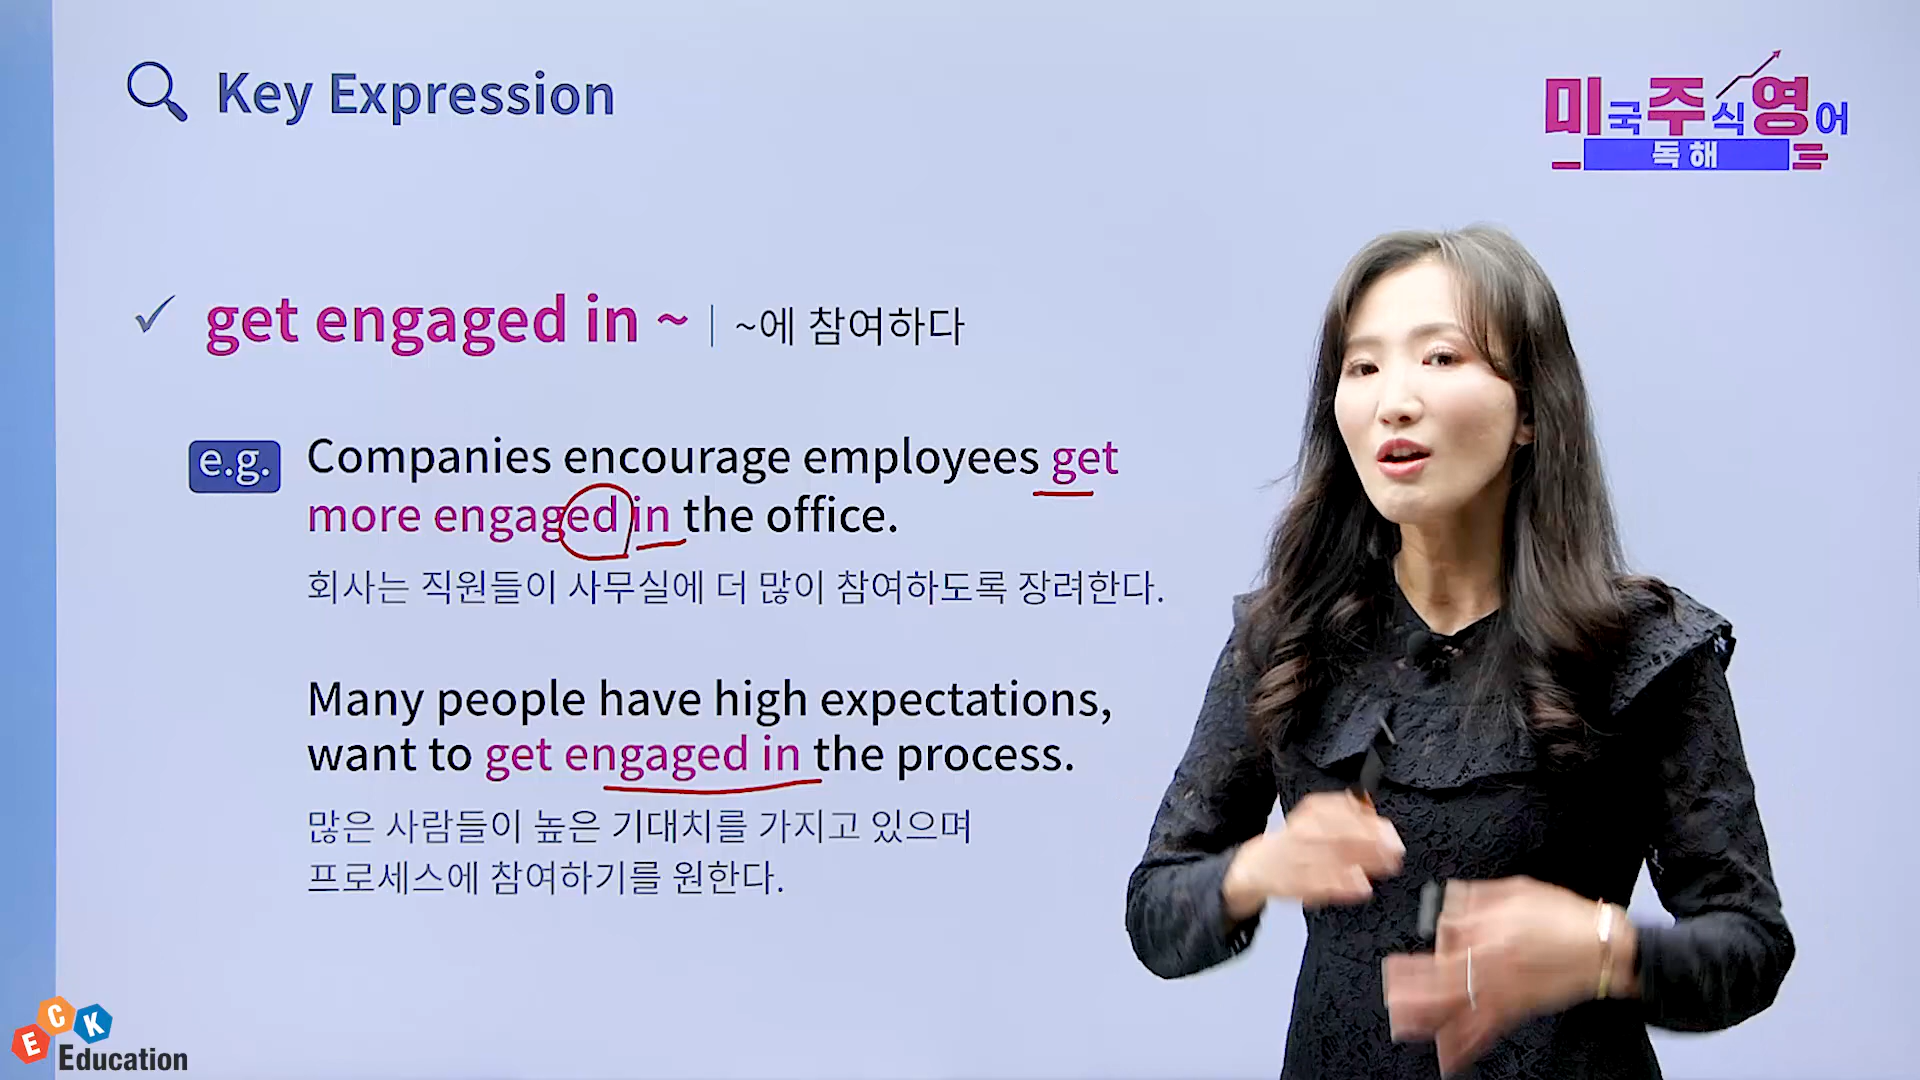 Key Expression
미국주식영어
독해
get engaged in ~ | ~에 참여하다
e.g.
Companies encourage employees get
more engaged in the office.
회사는 직원들이 사무실에 더 많이 참여하도록 장려한다.
Many people have high expectations,
want to get engaged in the process.
많은 사람들이 높은 기대치를 가지고 있으며
프로세스에 참여하기를 원한다.
ECK
Education